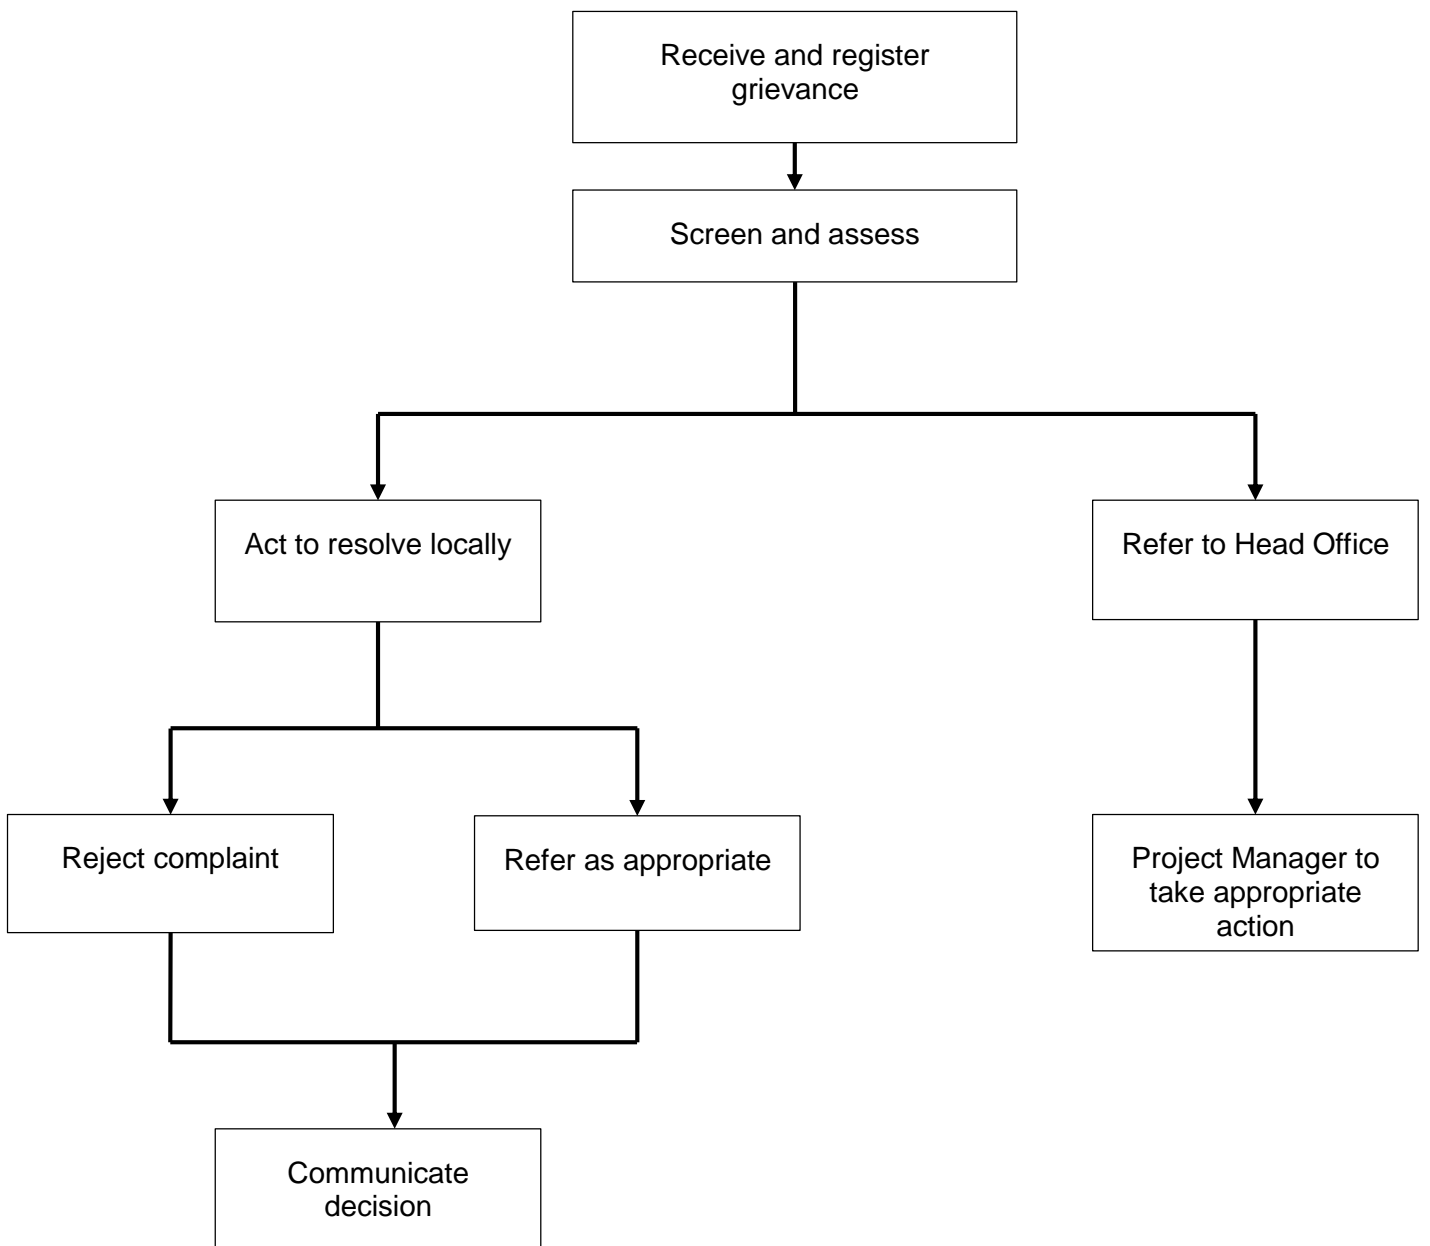 Receive and register
grievance
Screen and assess
Act to resolve locally
Refer to Head Office
Reject complaint
Refer as appropriate
Project Manager to
take appropriate
action
Communicate
decision